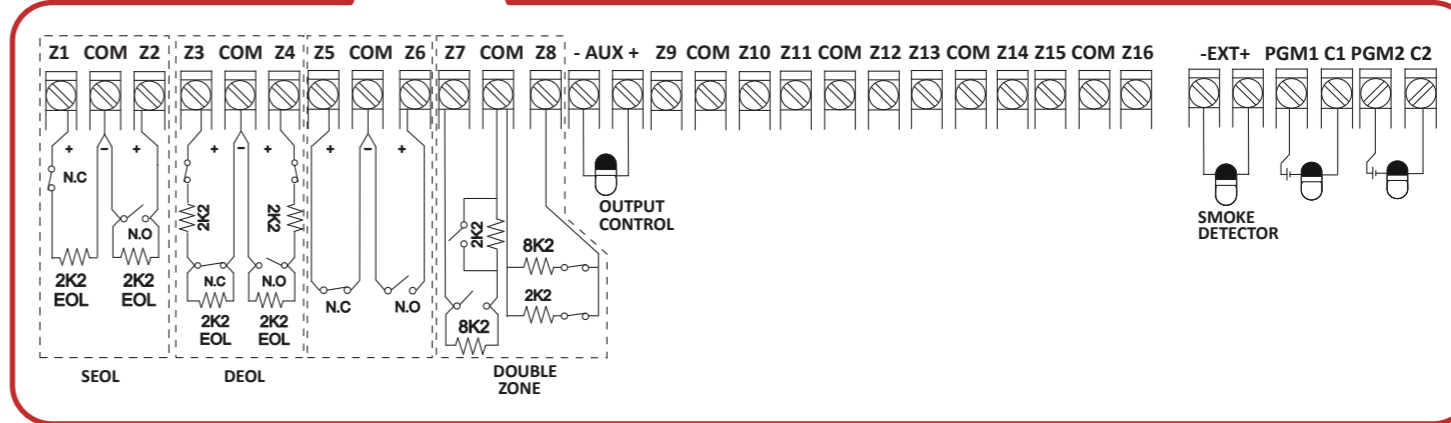 Z1 COM Z2 Z3 COM Z4 Z5 COM Z6 Z7 COM Z8 - AUX + Z9 COM Z10 Z11 COM Z12 Z13 COM Z14 Z15 COM Z16 -EXT+ PGM1 C1 PGM2 C2
+ − + + − + + − +
N.C
2K2
2K2
N.O
2K2
EOL
2K2
EOL
N.C
N.O
2K2
EOL
2K2
EOL
N.C
N.O
2K2
8K2
8K2
2K2
OUTPUT
CONTROL
SMOKE
DETECTOR
SEOL
DEOL
DOUBLE
ZONE